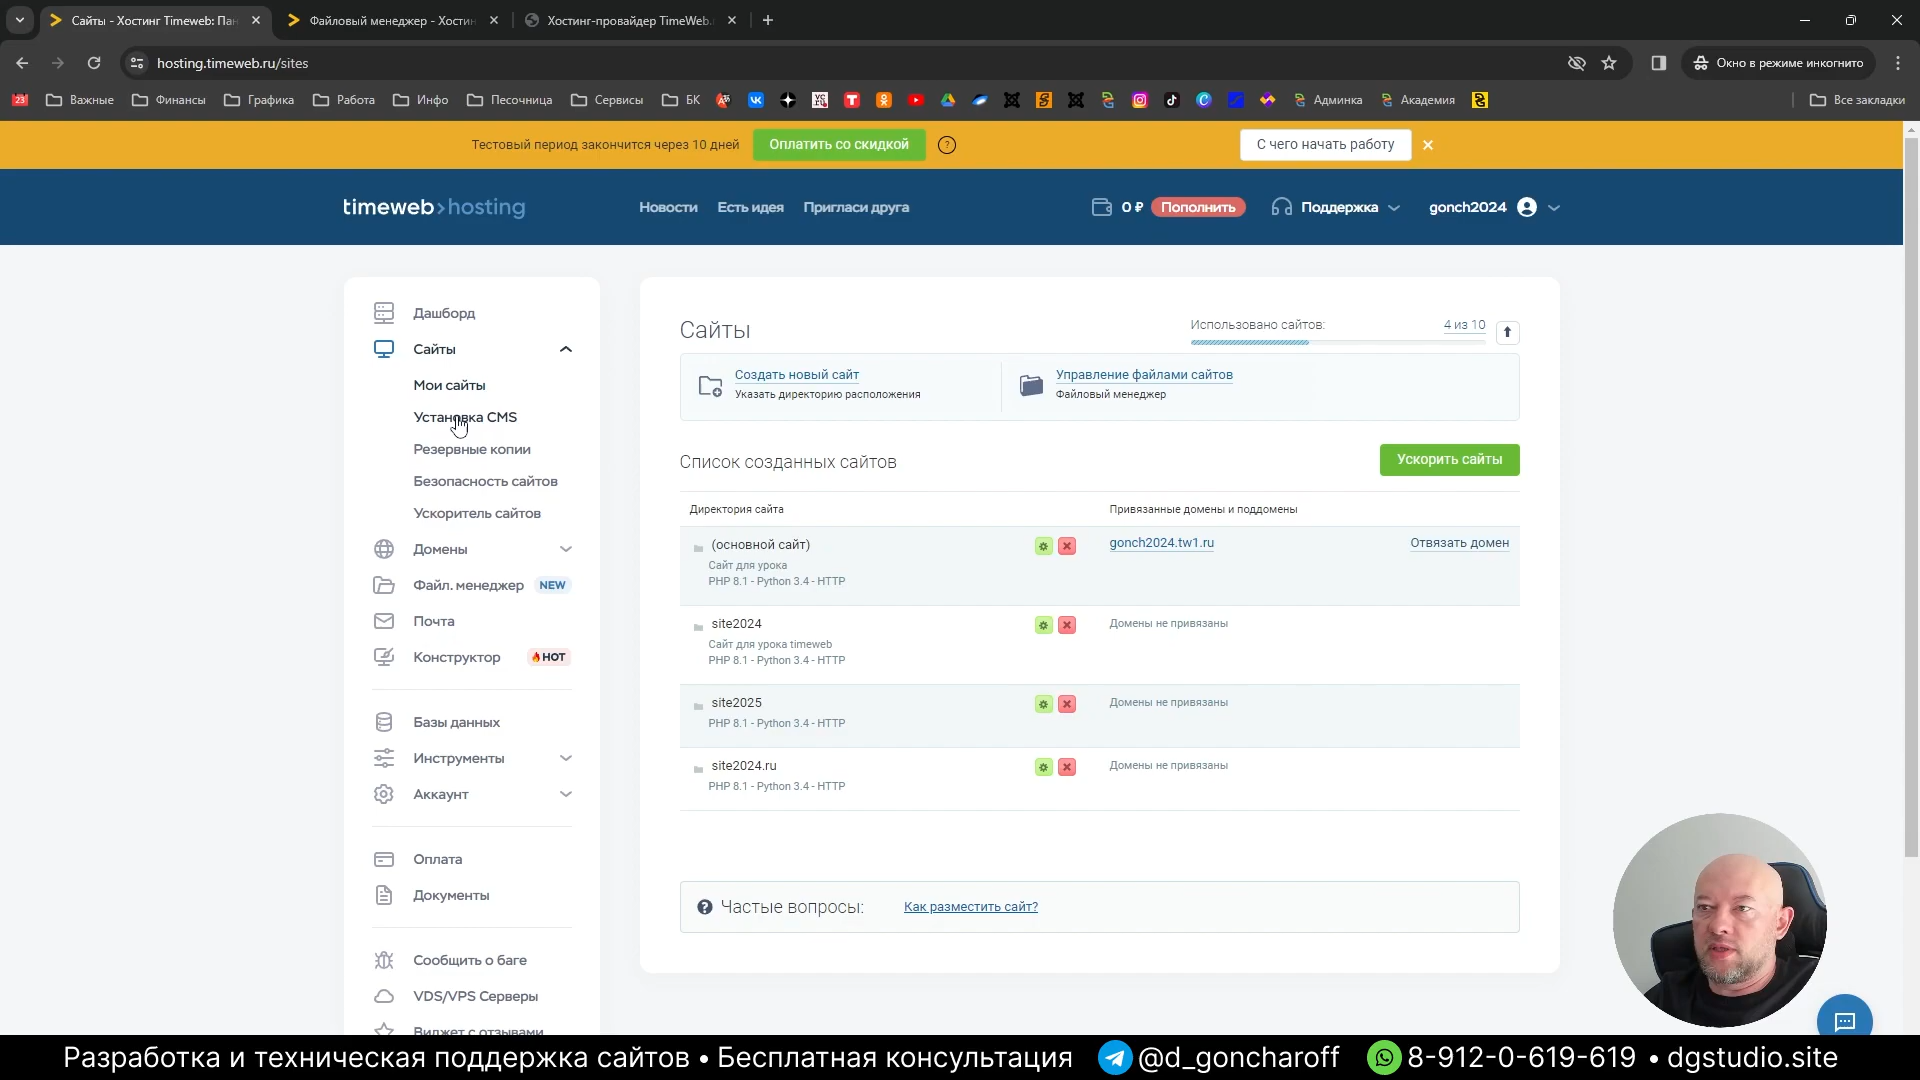 Сайты - Хостинг Timeweb: Пан
Файловый менеджер - Хостин
Хостинг-провайдер TimeWeb.
hosting.timeweb.ru/sites
Окно в режиме инкогнито
23
Важные
Финансы
Графика
Работа
Инфо
Песочница
Сервисы
БК
Админка
Академия
Все закладки
Тестовый период закончится через 10 дней
Оплатить со скидкой
?
С чего начать работу
timeweb>hosting
Новости
Есть идея
Пригласи друга
0 ₽
Пополнить
Поддержка
gonch2024
Дашборд
Сайты
Мои сайты
Установка CMS
Резервные копии
Безопасность сайтов
Ускоритель сайтов
Домены
Файл. менеджер NEW
Почта
Конструктор HOT
Базы данных
Инструменты
Аккаунт
Оплата
Документы
Сообщить о баге
VDS/VPS Серверы
Виджет с отзывами
Сайты
Использовано сайтов:
4 из 10
Создать новый сайт
Указать директорию расположения
Управление файлами сайтов
Файловый менеджер
Список созданных сайтов
Ускорить сайты
Директория сайта
Привязанные домены и поддомены
(основной сайт)
Сайт для урока
PHP 8.1 - Python 3.4 - HTTP
gonch2024.tw1.ru
Отвязать домен
site2024
Сайт для урока timeweb
PHP 8.1 - Python 3.4 - HTTP
Домены не привязаны
site2025
PHP 8.1 - Python 3.4 - HTTP
Домены не привязаны
site2024.ru
PHP 8.1 - Python 3.4 - HTTP
Домены не привязаны
Частые вопросы:
Как разместить сайт?
Разработка и техническая поддержка сайтов • Бесплатная консультация @d_goncharoff 8-912-0-619-619 • dgstudio.site